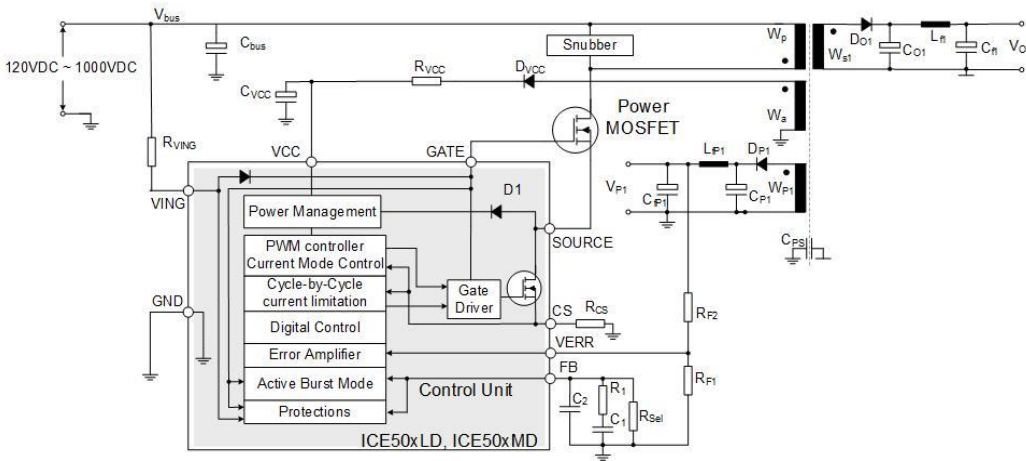 Vbus
Cbus
Snubber
Wp
Ws1
DO1
CO1
Lf1
Cf1
VO
120VDC ~ 1000VDC
CVCC
RVCC
DVCC
Wa
Power
MOSFET
RVING
VCC
GATE
VING
D1
SOURCE
VP1
CfP1
LfP1
CP1
DP1
WP1
CPS
Power Management
PWM controller
Current Mode Control
Cycle-by-Cycle
current limitation
Gate
Driver
GND
CS
RCS
RF2
Digital Control
VERR
Error Amplifier
FB
RF1
Active Burst Mode
Control Unit
C2
R1
C1
RSel
Protections
ICE50xLD, ICE50xMD